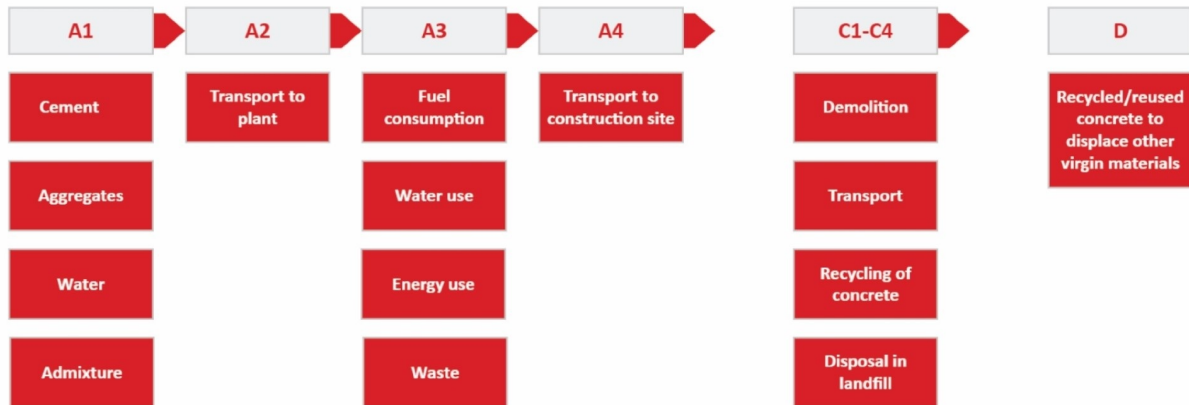 A1
A2
A3
A4
C1-C4
D
Cement
Transport to
plant
Fuel
consumption
Transport to
construction site
Demolition
Recycled/reused
concrete to
displace other
virgin materials
Aggregates
Water use
Transport
Water
Energy use
Recycling of
concrete
Admixture
Waste
Disposal in
landfill